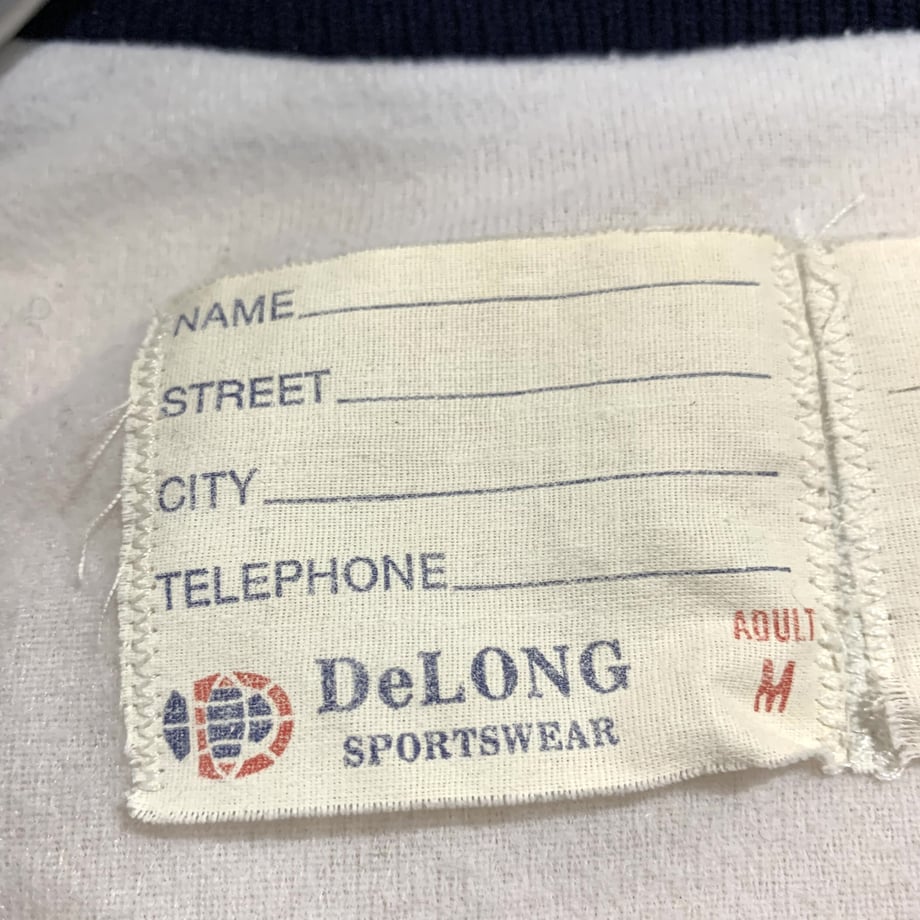 NAME
STREET
CITY
TELEPHONE
ADULT
M
DeLONG
SPORTSWEAR